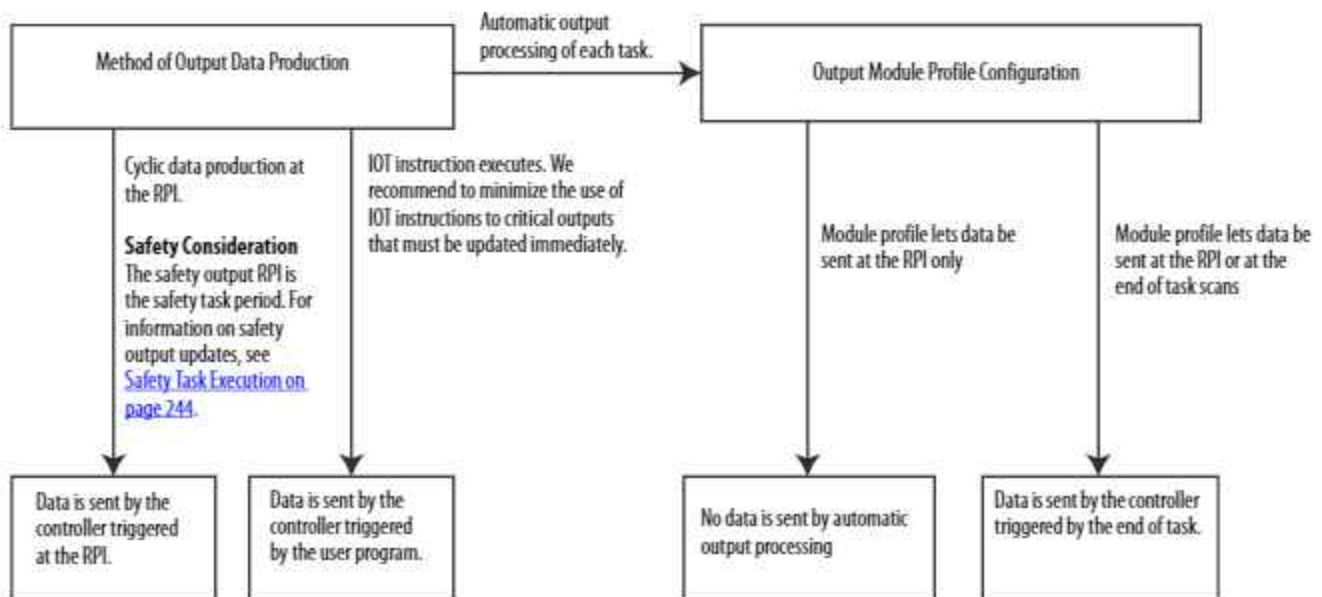 Automatic output
processing of each task.
Method of Output Data Production
Output Module Profile Configuration
Cyclic data production at
the RPI.
Safety Consideration
The safety output RPI is
the safety task period. For
information on safety
output updates, see
Safety Task Execution on
page 244.
IOT instruction executes. We
recommend to minimize the use of
IOT instructions to critical outputs
that must be updated immediately.
Module profile lets data be
sent at the RPI only
Module profile lets data be
sent at the RPI or at the
end of task scans
Data is sent by the
controller triggered
at the RPI.
Data is sent by the
controller triggered
by the user program.
No data is sent by automatic
output processing
Data is sent by the controller
triggered by the end of task.